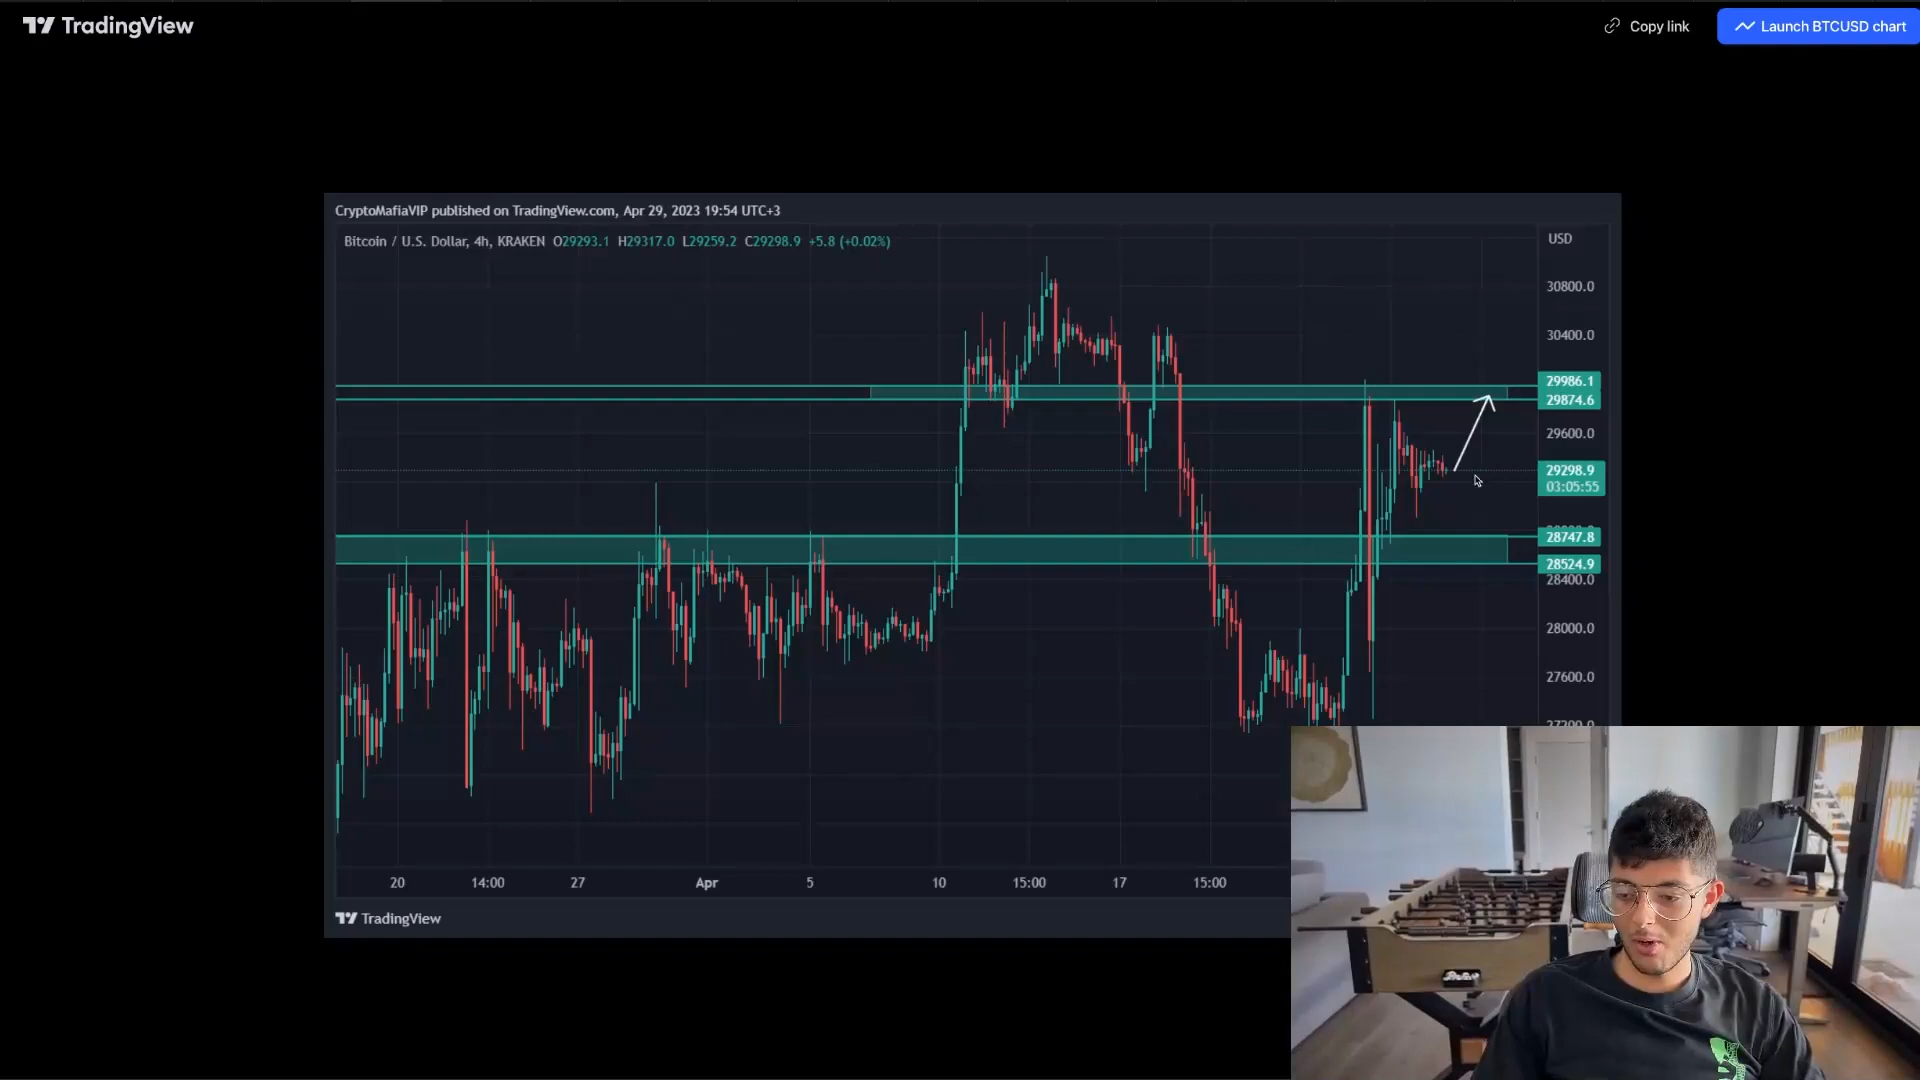 TradingView
Copy link
Launch BTCUSD chart
CryptoMafiaVIP published on TradingView.com, Apr 29, 2023 19:54 UTC+3
Bitcoin / U.S. Dollar, 4h, KRAKEN O29293.1 H29317.0 L29259.2 C29298.9 +5.8 (+0.02%)
USD
30800.0
30400.0
29986.1
29874.6
29600.0
29298.9
03:05:55
28747.8
28524.9
28400.0
28000.0
27600.0
20 14:00 27 Apr 5 10 15:00 17 15:00
TradingView